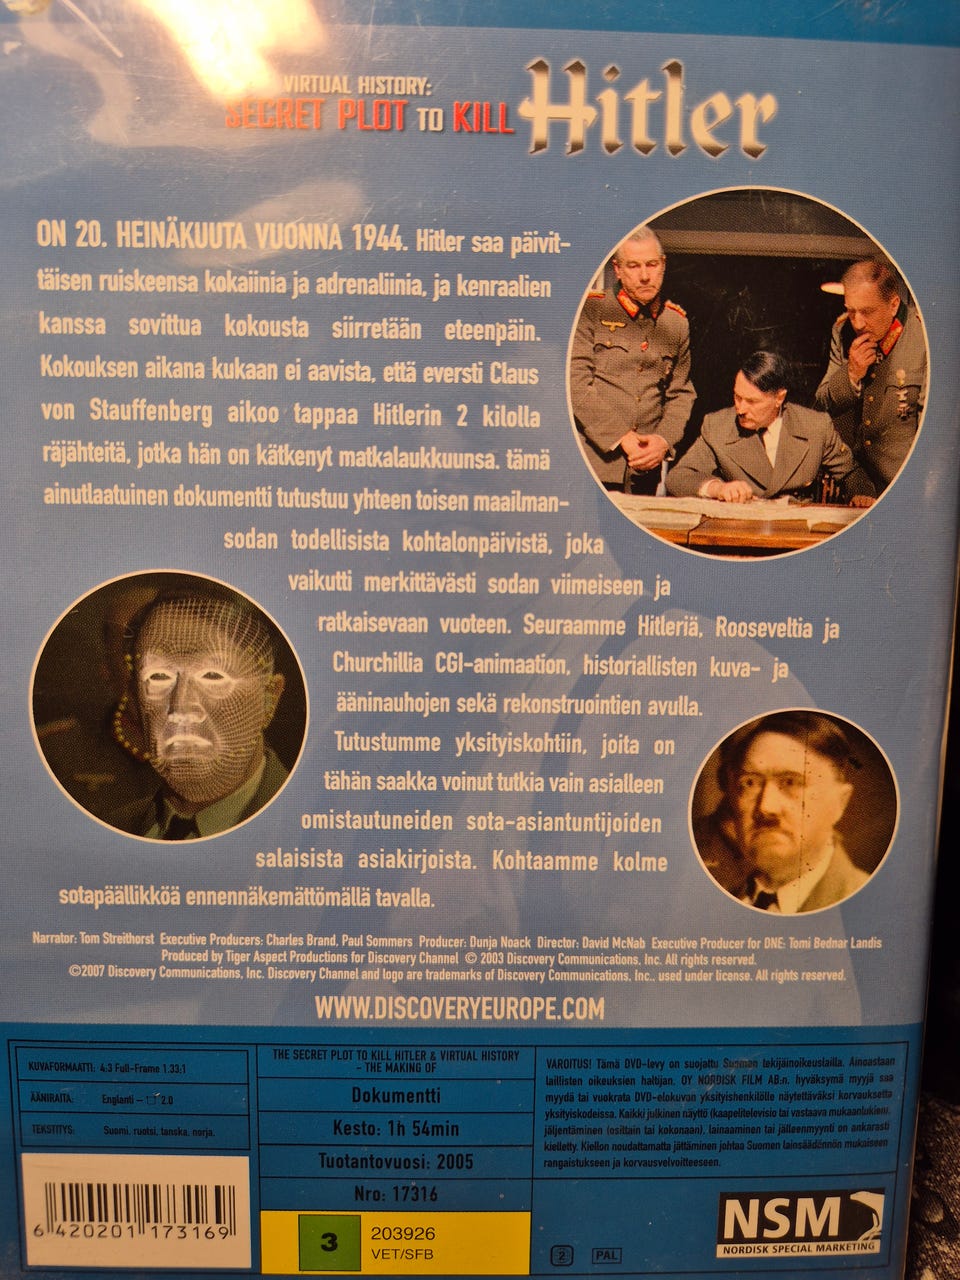 VIRTUAL HISTORY:
SECRET PLOT TO KILL Hitler
ON 20. HEINÄKUUTA VUONNA 1944. Hitler saa päivit-
täisen ruiskeensa kokaiinia ja adrenaliinia, ja kenraalien
kanssa sovittua kokousta siirretään eteenpäin.
Kokouksen aikana kukaan ei aavista, että eversti Claus
von Stauffenberg aikoo tappaa Hitlerin 2 kilolla
räjähteitä, jotka hän on kätkenyt matkalaukkuunsa. tämä
ainutlaatuinen dokumentti tutustuu yhteen toisen maailman-
sodan todellisista kohtalonpäivistä, joka
vaikutti merkittävästi sodan viimeiseen ja
ratkaisevaan vuoteen. Seuraamme Hitleriä, Rooseveltia ja
Churchillia CGI-animaation, historiallisten kuva- ja
ääninauhojen sekä rekonstruointien avulla.
Tutustumme yksityiskohtiin, joita on
tähän saakka voinut tutkia vain asialleen
omistautuneiden sota-asiantuntijoiden
salaisista asiakirjoista. Kohtaamme kolme
sotapäällikköä ennennäkemättömällä tavalla.
Narrator: Tom Streithorst Executive Producers: Charles Brand, Paul Sommers Producer: Dunja Noack Director: David McNab Executive Producer for DNE: Tomi Bednar Landis
Produced by Tiger Aspect Productions for Discovery Channel © 2003 Discovery Communications, Inc. All rights reserved.
©2007 Discovery Communications, Inc. Discovery Channel and logo are trademarks of Discovery Communications, Inc., used under license. All rights reserved.
WWW.DISCOVERYEUROPE.COM
KUVAFORMAATTI: 4:3 Full-Frame 1.33:1
ÄÄNIRAITA: Englanti - 2.0
TEKSTITYS: Suomi, ruotsi, tanska, norja.
6 420201 173169
THE SECRET PLOT TO KILL HITLER & VIRTUAL HISTORY
- THE MAKING OF
Dokumentti
Kesto: 1h 54min
Tuotantovuosi: 2005
Nro: 17316
3 203926
VET/SFB
VAROITUS! Tämä DVD-levy on suojattu Suomen tekijäinoikeuslailla. Ainoastaan
laillisten oikeuksien haltijan, OY NORDISK FILM AB:n, hyväksymä myyjä saa
myydä tai vuokrata DVD-elokuvan yksityishenkilölle näytettäväksi korvauksetta
yksityiskodeissa. Kaikki julkinen näyttö (kaapelitelevisio tai vastaava mukaanlukien),
jäljentäminen (osittain tai kokonaan), lainaaminen tai jälleenmyynti on ankarasti
kielletty. Kiellon noudattamatta jättäminen johtaa Suomen lainsäädännön mukaiseen
rangaistukseen ja korvausvelvoitteeseen.
2 PAL
NSM
NORDISK SPECIAL MARKETING